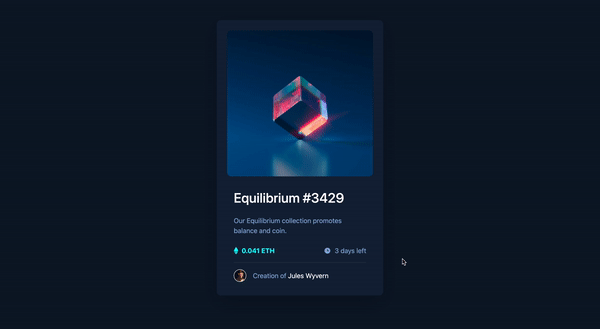 Equilibrium #3429
Our Equilibrium collection promotes
balance and coin.
0.041 ETH 3 days left
Creation of Jules Wyvern